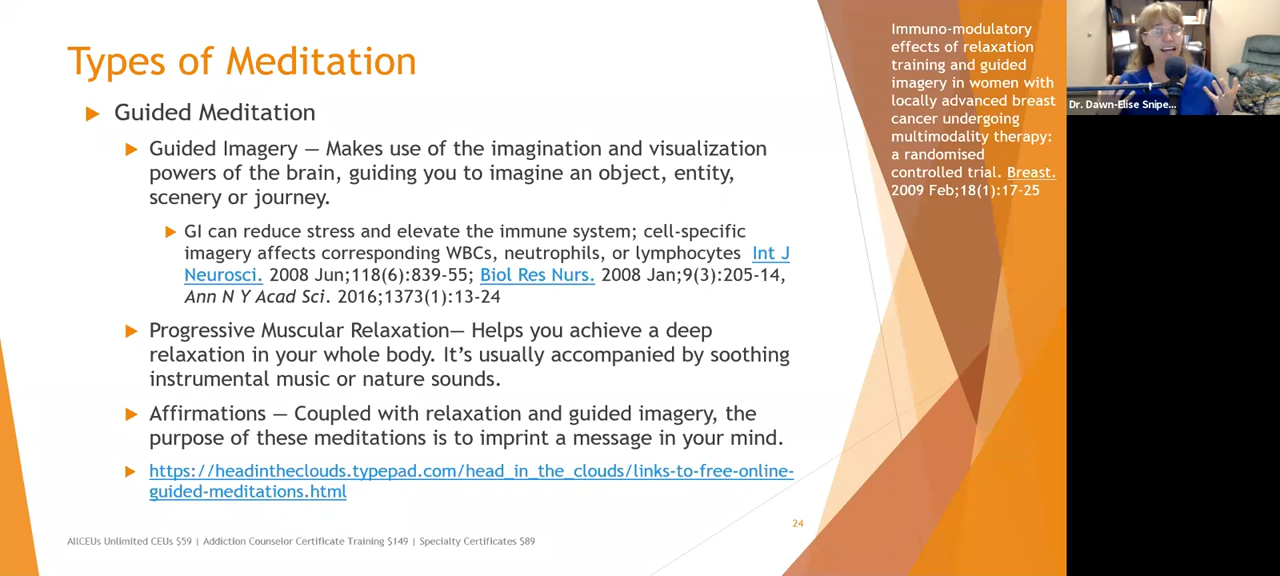 Types of Meditation
Guided Meditation
Guided Imagery — Makes use of the imagination and visualization
powers of the brain, guiding you to imagine an object, entity,
scenery or journey.
GI can reduce stress and elevate the immune system; cell-specific
imagery affects corresponding WBCs, neutrophils, or lymphocytes Int J
Neurosci. 2008 Jun;118(6):839-55; Biol Res Nurs. 2008 Jan;9(3):205-14,
Ann N Y Acad Sci. 2016;1373(1):13-24
Progressive Muscular Relaxation— Helps you achieve a deep
relaxation in your whole body. It’s usually accompanied by soothing
instrumental music or nature sounds.
Affirmations — Coupled with relaxation and guided imagery, the
purpose of these meditations is to imprint a message in your mind.
https://headintheclouds.typepad.com/head_in_the_clouds/links-to-free-online-
guided-meditations.html
24
AllCEUs Unlimited CEUs $59 | Addiction Counselor Certificate Training $149 | Specialty Certificates $89
Immuno-modulatory
effects of relaxation
training and guided
imagery in women with
locally advanced breast
cancer undergoing
multimodality therapy:
a randomised
controlled trial. Breast.
2009 Feb;18(1):17-25
Dr. Dawn-Elise Snipe...